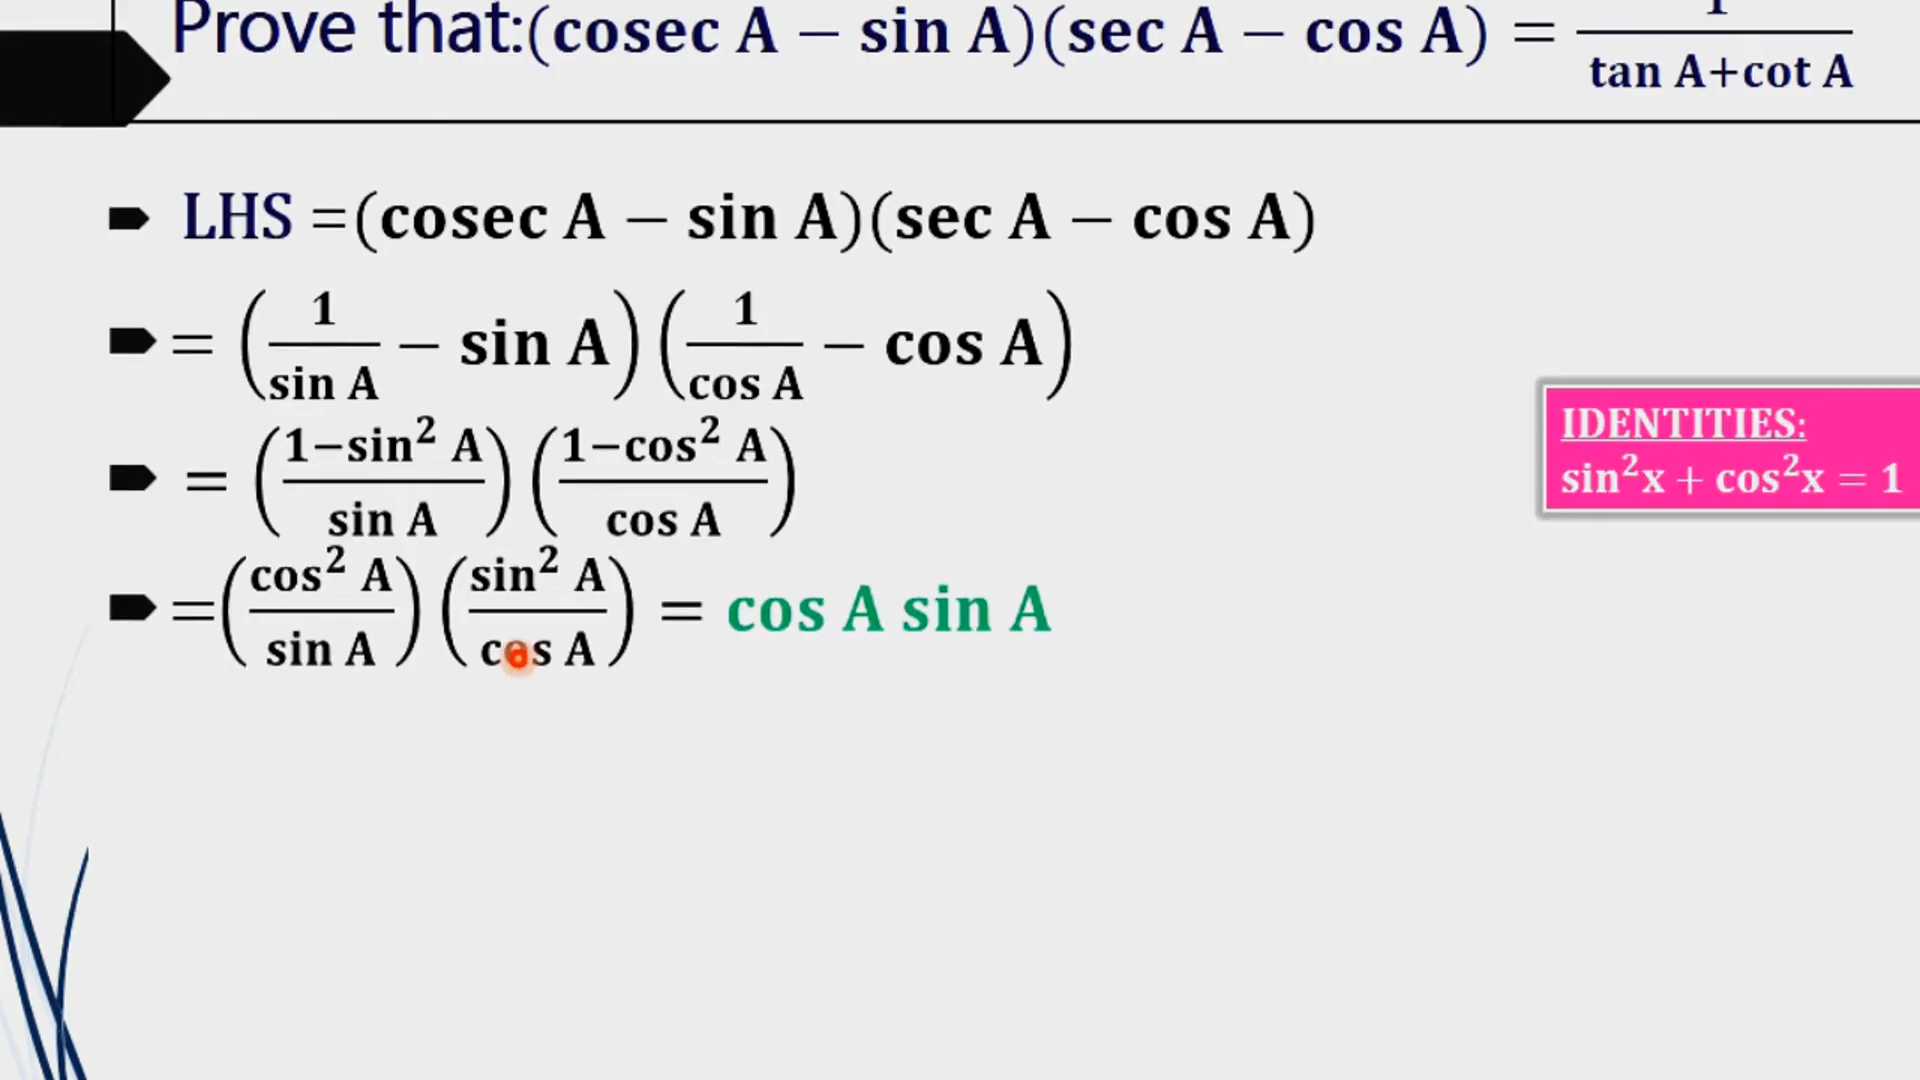 Prove that:(cosec A − sin A)(sec A − cos A) = 1/(tan A+cot A)
LHS =(cosec A − sin A)(sec A − cos A)
= (1/sin A − sin A)(1/cos A − cos A)
= ((1−sin² A)/sin A)((1−cos² A)/cos A)
=(cos² A/sin A)(sin² A/cos A) = cos A sin A
IDENTITIES:
sin²x + cos²x = 1